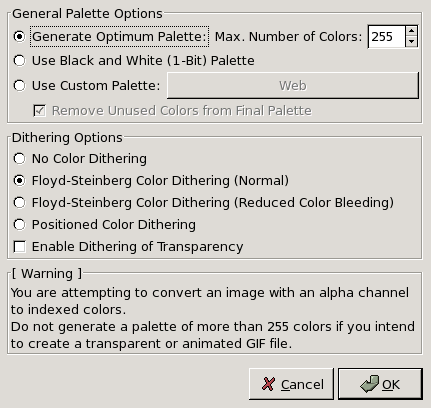 General Palette Options
Generate Optimum Palette: Max. Number of Colors: 255
Use Black and White (1-Bit) Palette
Use Custom Palette: Web
Remove Unused Colors from Final Palette
Dithering Options
No Color Dithering
Floyd-Steinberg Color Dithering (Normal)
Floyd-Steinberg Color Dithering (Reduced Color Bleeding)
Positioned Color Dithering
Enable Dithering of Transparency
[ Warning ]
You are attempting to convert an image with an alpha channel
to indexed colors.
Do not generate a palette of more than 255 colors if you intend
to create a transparent or animated GIF file.
Cancel OK